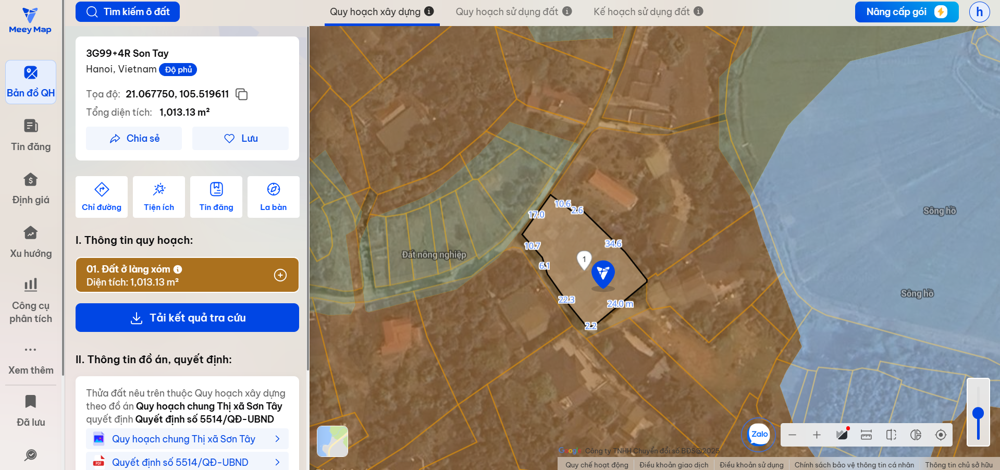 Meey Map
Tìm kiếm ô đất
Quy hoạch xây dựng
Quy hoạch sử dụng đất
Kế hoạch sử dụng đất
Nâng cấp gói
h
Bản đồ QH
Tin đăng
Định giá
Xu hướng
Công cụ
phân tích
Xem thêm
Đã lưu
3G99+4R Son Tay
Hanoi, Vietnam Độ phủ
Tọa độ: 21.067750, 105.519611
Tổng diện tích: 1,013.13 m²
Chia sẻ
Lưu
Chỉ đường
Tiện ích
Tin đăng
La bàn
I. Thông tin quy hoạch:
01. Đất ở làng xóm
Diện tích: 1,013.13 m²
Tải kết quả tra cứu
II. Thông tin đồ án, quyết định:
Thửa đất nêu trên thuộc Quy hoạch xây dựng
theo đồ án Quy hoạch chung Thị xã Sơn Tây
quyết định Quyết định số 5514/QĐ-UBND
Quy hoạch chung Thị xã Sơn Tây
PDF
Quyết định số 5514/QĐ-UBND
10.6
2.6
17.0
34.6
10.7
1
6.1
22.3
24.0 m
2.2
Đất nông nghiệp
Sông hồ
Sông hồ
Zalo
Google
Công ty TNHH Chuyển đổi số BĐS@2025
Quy chế hoạt động
Điều khoản giao dịch
Điều khoản sử dụng
Chính sách bảo vệ thông tin cá nhân
Thông tin chủ sở hữu